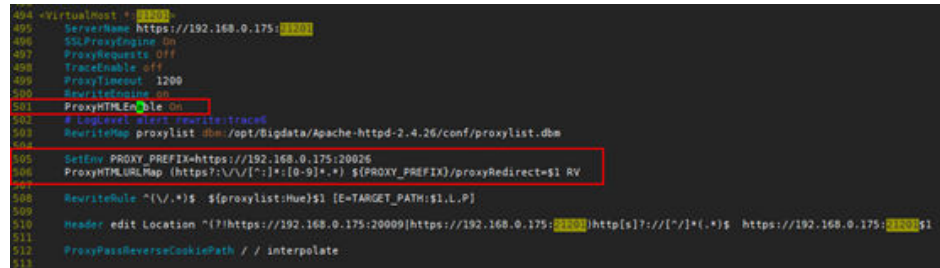 494 <VirtualHost *:21201>
495 ServerName https://192.168.0.175:21201
496 SSLProxyEngine On
497 ProxyRequests Off
498 TraceEnable off
499 ProxyTimeout 1200
500 RewriteEngine on
501 ProxyHTMLEnable On
502 # LogLevel alert rewrite:trace6
503 RewriteMap proxylist dbm:/opt/Bigdata/Apache-httpd-2.4.26/conf/proxylist.dbm
504
505 SetEnv PROXY_PREFIX=https://192.168.0.175:20026
506 ProxyHTMLURLMap (https?:\/\/[^:]*:[0-9]*.*) ${PROXY_PREFIX}/proxyRedirect=$1 RV
507
508 RewriteRule ^(\/.*)$ ${proxylist:Hue}$1 [E=TARGET_PATH:$1,L,P]
509
510 Header edit Location ^(?!https://192.168.0.175:20009|https://192.168.0.175:21201)http[s]?://[^/]*(.*)$ https://192.168.0.175:21201$1
511
512 ProxyPassReverseCookiePath / / interpolate
513